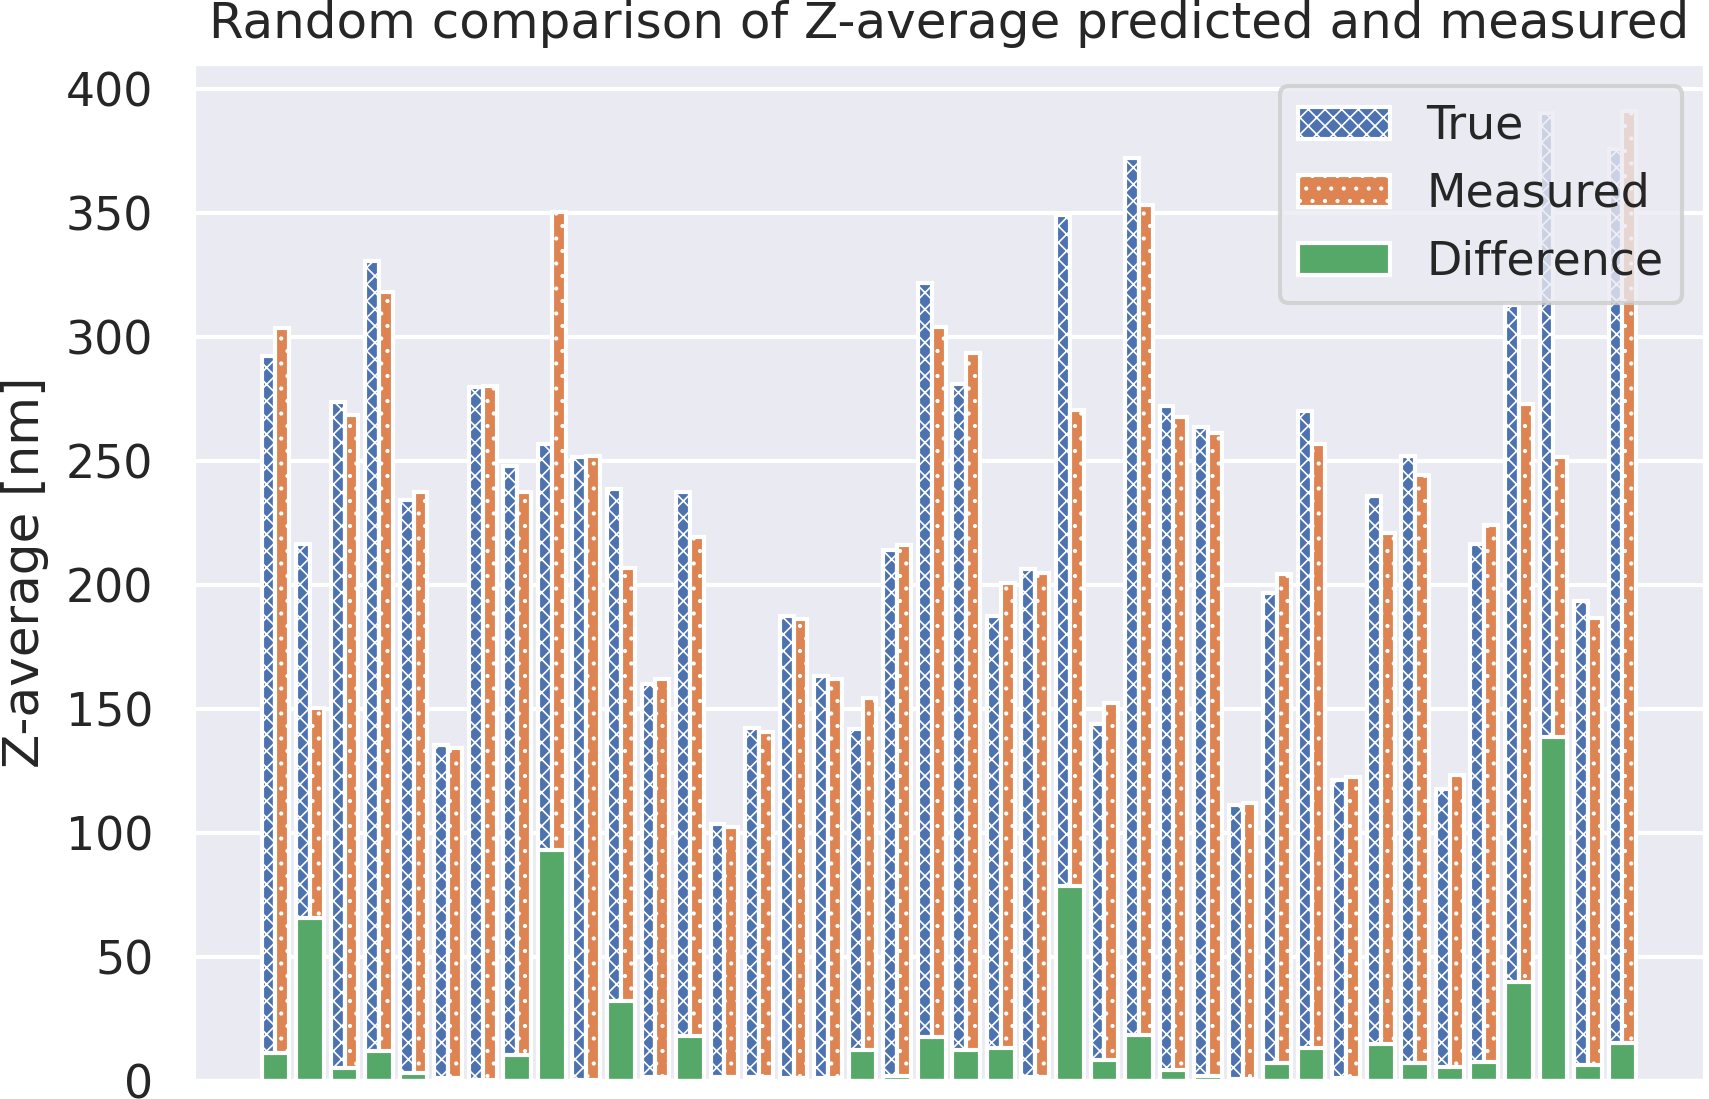 Random comparison of Z-average predicted and measured
Z-average [nm]
400
350
300
250
200
150
100
50
0
True
Measured
Difference